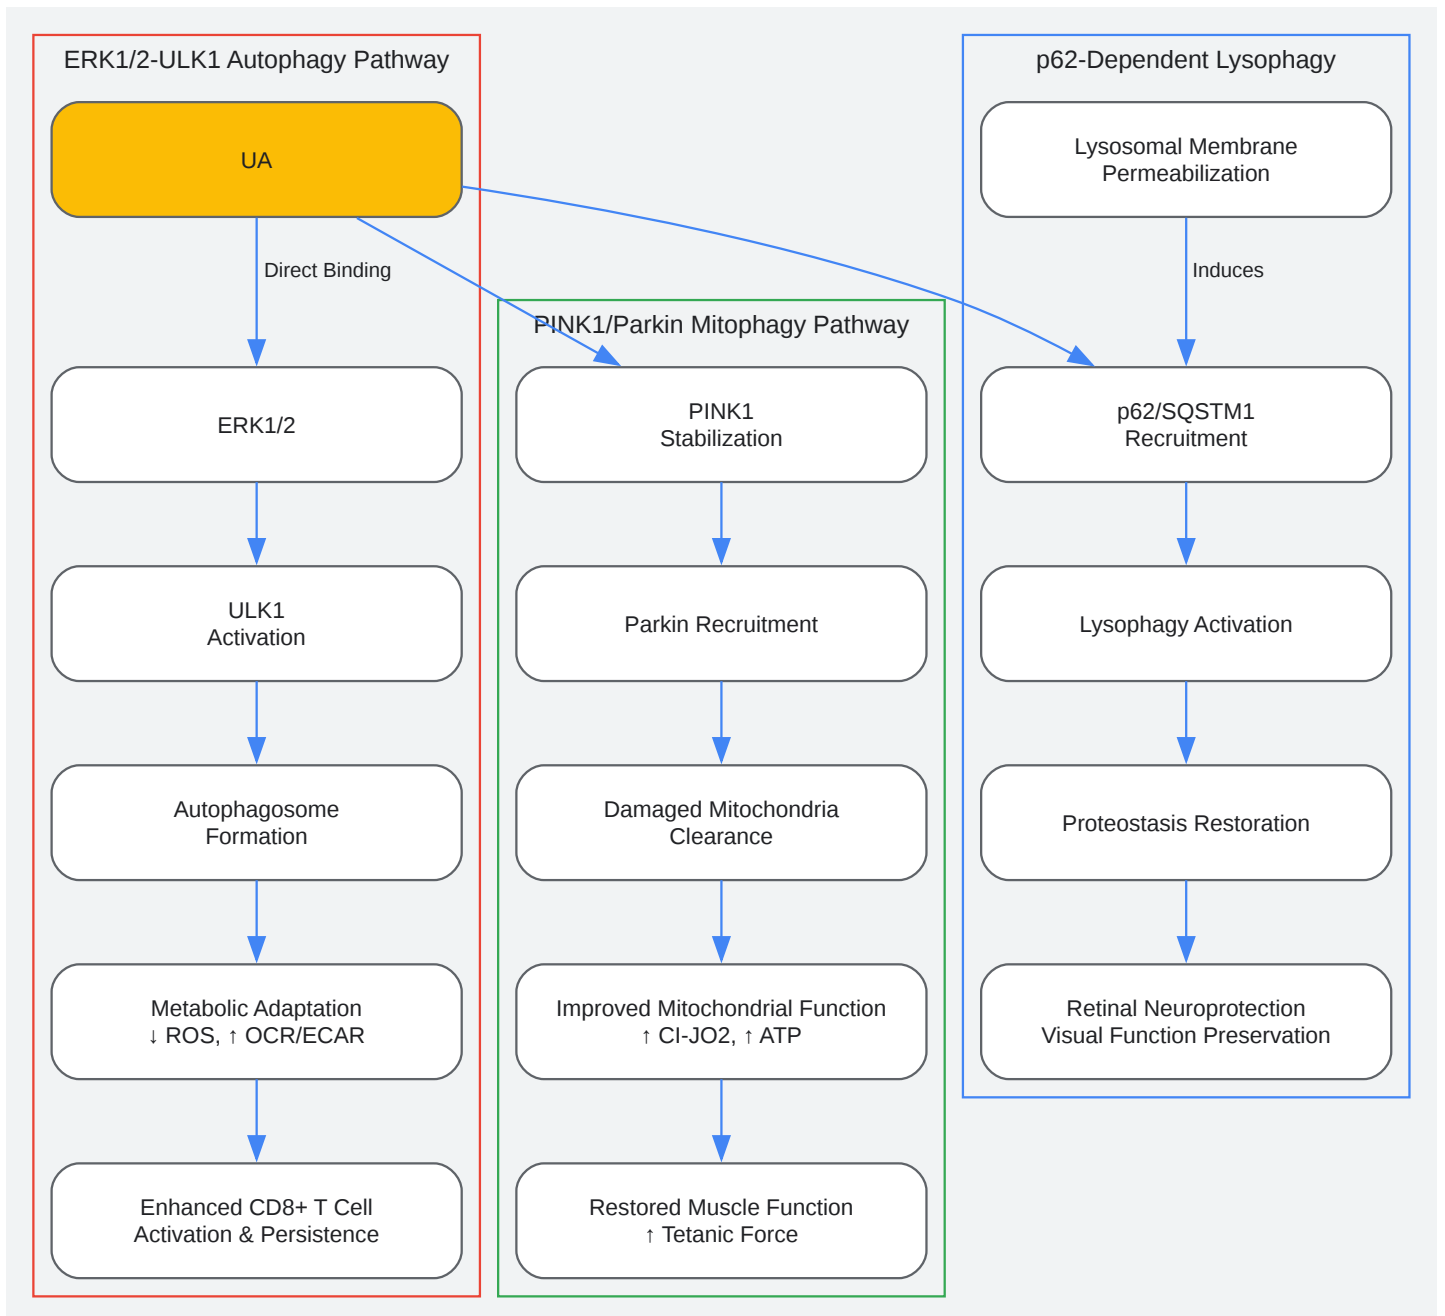 ERK1/2-ULK1 Autophagy Pathway
UA
Direct Binding
ERK1/2
ULK1
Activation
Autophagosome
Formation
Metabolic Adaptation
↓ ROS, ↑ OCR/ECAR
Enhanced CD8+ T Cell
Activation & Persistence
PINK1/Parkin Mitophagy Pathway
PINK1
Stabilization
Parkin Recruitment
Damaged Mitochondria
Clearance
Improved Mitochondrial Function
↑ CI-JO2, ↑ ATP
Restored Muscle Function
↑ Tetanic Force
p62-Dependent Lysophagy
Lysosomal Membrane
Permeabilization
Induces
p62/SQSTM1
Recruitment
Lysophagy Activation
Proteostasis Restoration
Retinal Neuroprotection
Visual Function Preservation